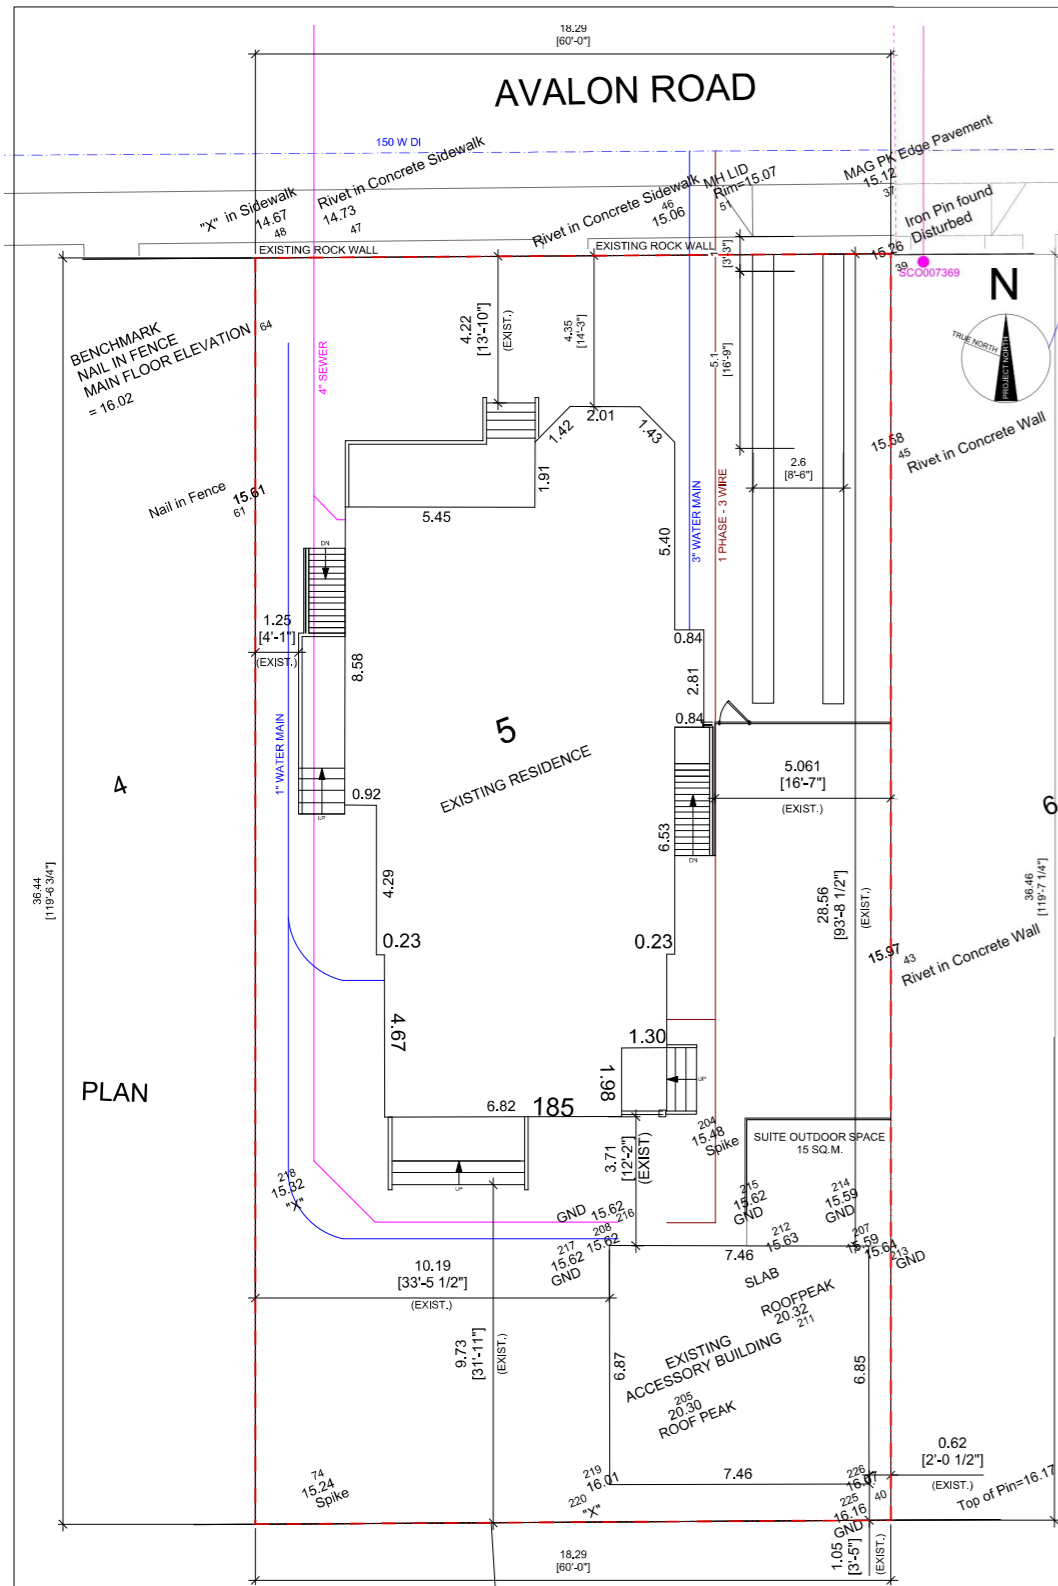 18.29
[60'-0"]
AVALON ROAD
150 W DI
"X" in Sidewalk
14.67
48
Rivet in Concrete Sidewalk
14.73
47
Rivet in Concrete Sidewalk
46
15.06
MH LID
Rim=15.07
51
MAG PK Edge Pavement
15.12
37
Iron Pin found
Disturbed
15.26
39
SCO007369
EXISTING ROCK WALL
EXISTING ROCK WALL
1
[3'-3"]
N
TRUE NORTH
PROJECT NORTH
BENCHMARK
NAIL IN FENCE
MAIN FLOOR ELEVATION
= 16.02
64
4" SEWER
4.22
[13'-10"]
(EXIST.)
4.35
[14'-3"]
5.1
[16'-9"]
2.01
1.42
1.43
1.91
5.45
5.40
15.58
45
Rivet in Concrete Wall
2.6
[8'-6"]
Nail in Fence
15.61
61
3" WATER MAIN
1 PHASE - 3 WIRE
DN
1.25
[4'-1"]
(EXIST.)
8.58
0.84
2.81
0.84
1" WATER MAIN
5
EXISTING RESIDENCE
4
6
5.061
[16'-7"]
(EXIST.)
0.92
UP
6.53
DN
4.29
36.44
[119'-6 3/4"]
28.56
[93'-8 1/2"]
(EXIST.)
36.46
[119'-7 1/4"]
0.23
0.23
15.97
43
Rivet in Concrete Wall
4.67
1.30
1.98
UP
PLAN
6.82
185
204
15.48
Spike
3.71
[12'-2"]
(EXIST)
SUITE OUTDOOR SPACE
15 SQ.M.
218
15.32
"X"
UP
GND 15.62
216
208
15.62
217
15.62
GND
215
15.62
GND
214
15.59
GND
212
15.63
207
15.59
15.64
213
GND
7.46
SLAB
10.19
[33'-5 1/2"]
(EXIST.)
ROOFPEAK
20.32
211
9.73
[31'-11"]
(EXIST.)
6.87
EXISTING
ACCESSORY BUILDING
205
20.30
ROOF PEAK
6.85
0.62
[2'-0 1/2"]
(EXIST.)
74
15.24
Spike
219
16.01
220
"X"
7.46
226
16.07
225
16.16
GND
40
Top of Pin=16.17
1.05
[3'-5"]
(EXIST.)
18.29
[60'-0"]